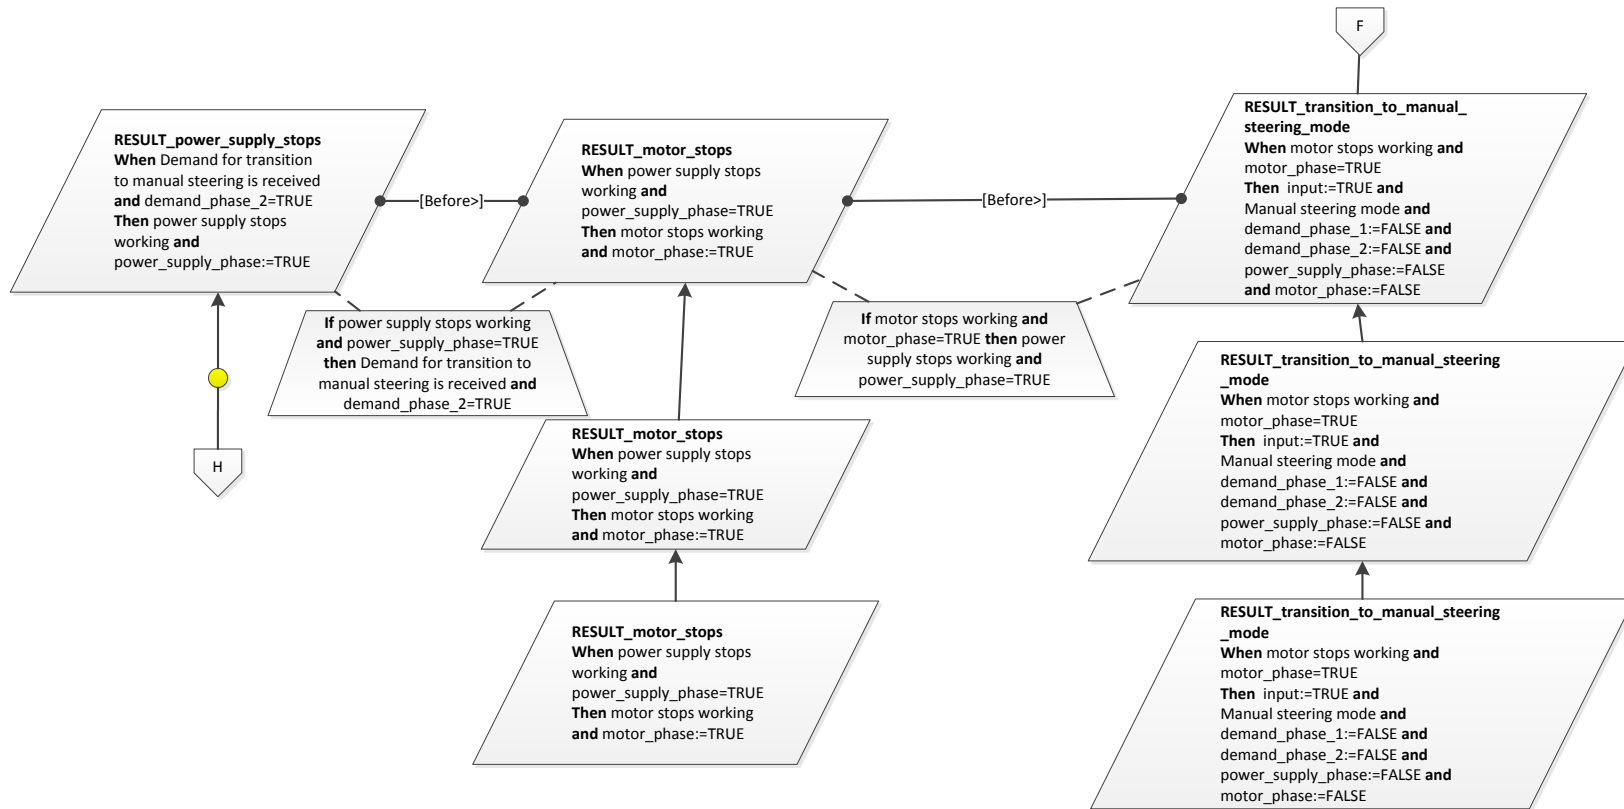 F
RESULT_power_supply_stops
When Demand for transition
to manual steering is received
and demand_phase_2=TRUE
Then power supply stops
working and
power_supply_phase:=TRUE
[Before>]
RESULT_motor_stops
When power supply stops
working and
power_supply_phase=TRUE
Then motor stops working
and motor_phase:=TRUE
[Before>]
RESULT_transition_to_manual_
steering_mode
When motor stops working and
motor_phase=TRUE
Then  input:=TRUE and
Manual steering mode and
demand_phase_1:=FALSE and
demand_phase_2:=FALSE and
power_supply_phase:=FALSE
and motor_phase:=FALSE
If power supply stops working
and power_supply_phase=TRUE
then Demand for transition to
manual steering is received and
demand_phase_2=TRUE
If motor stops working and
motor_phase=TRUE then power
supply stops working and
power_supply_phase=TRUE
H
RESULT_motor_stops
When power supply stops
working and
power_supply_phase=TRUE
Then motor stops working
and motor_phase:=TRUE
RESULT_transition_to_manual_steering
_mode
When motor stops working and
motor_phase=TRUE
Then  input:=TRUE and
Manual steering mode and
demand_phase_1:=FALSE and
demand_phase_2:=FALSE and
power_supply_phase:=FALSE and
motor_phase:=FALSE
RESULT_motor_stops
When power supply stops
working and
power_supply_phase=TRUE
Then motor stops working
and motor_phase:=TRUE
RESULT_transition_to_manual_steering
_mode
When motor stops working and
motor_phase=TRUE
Then  input:=TRUE and
Manual steering mode and
demand_phase_1:=FALSE and
demand_phase_2:=FALSE and
power_supply_phase:=FALSE and
motor_phase:=FALSE